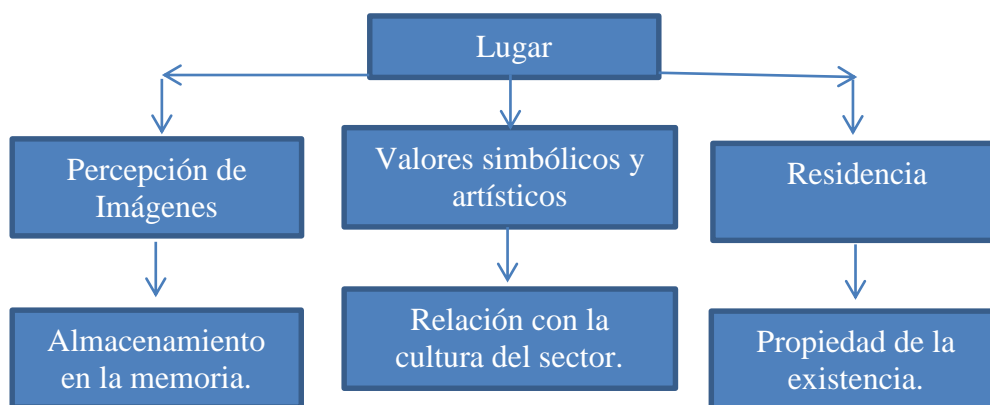 Lugar
Percepción de
Imágenes
Valores simbólicos y
artísticos
Residencia
Almacenamiento
en la memoria.
Relación con la
cultura del sector.
Propiedad de la
existencia.